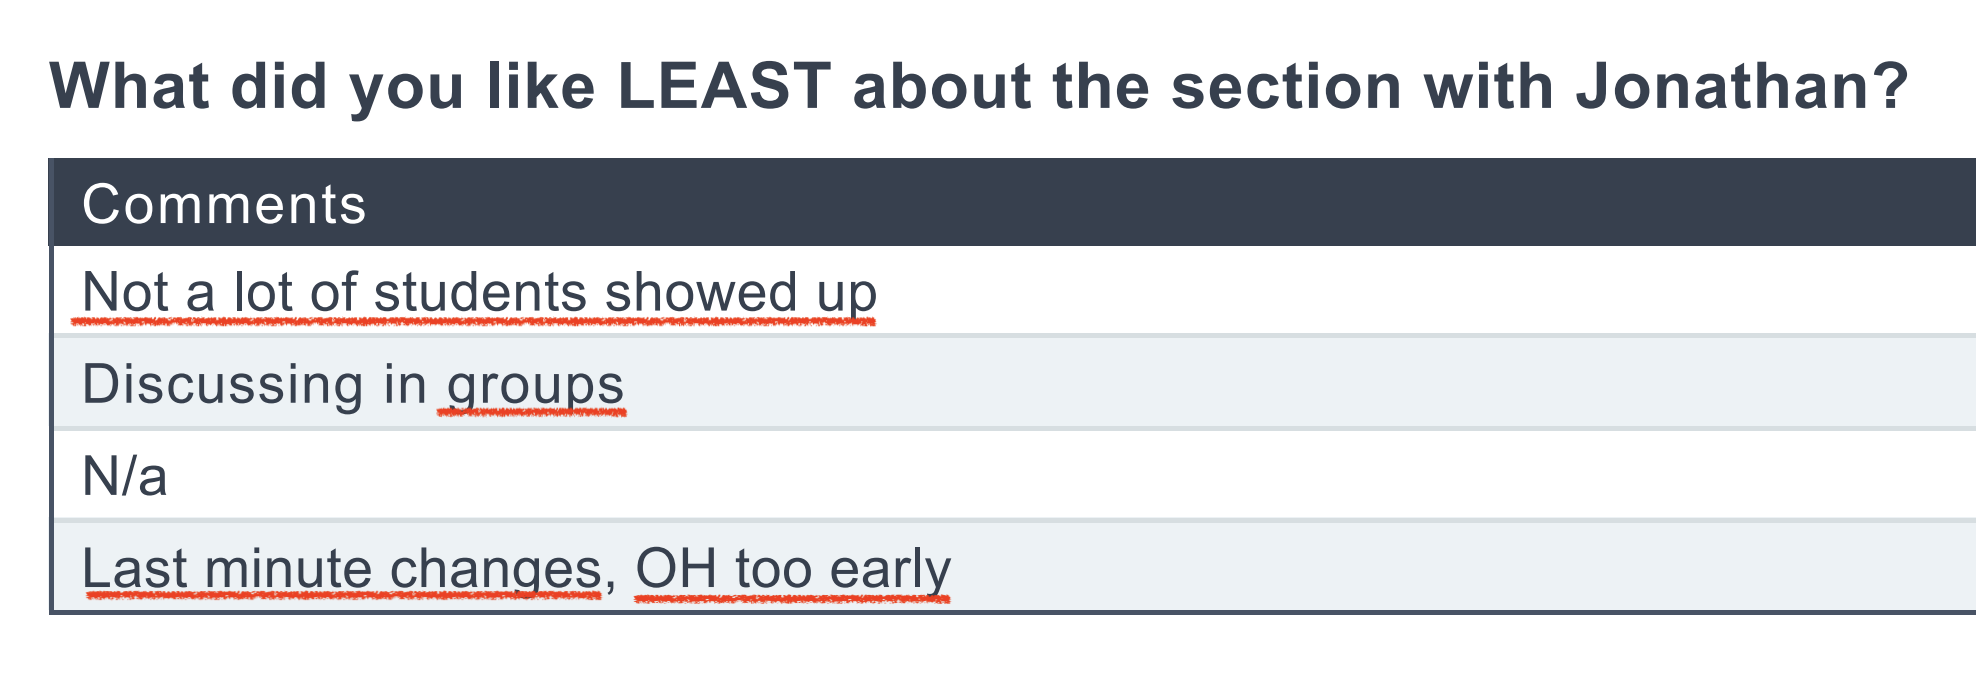 What did you like LEAST about the section with Jonathan?
Comments
Not a lot of students showed up
Discussing in groups
N/a
Last minute changes, OH too early